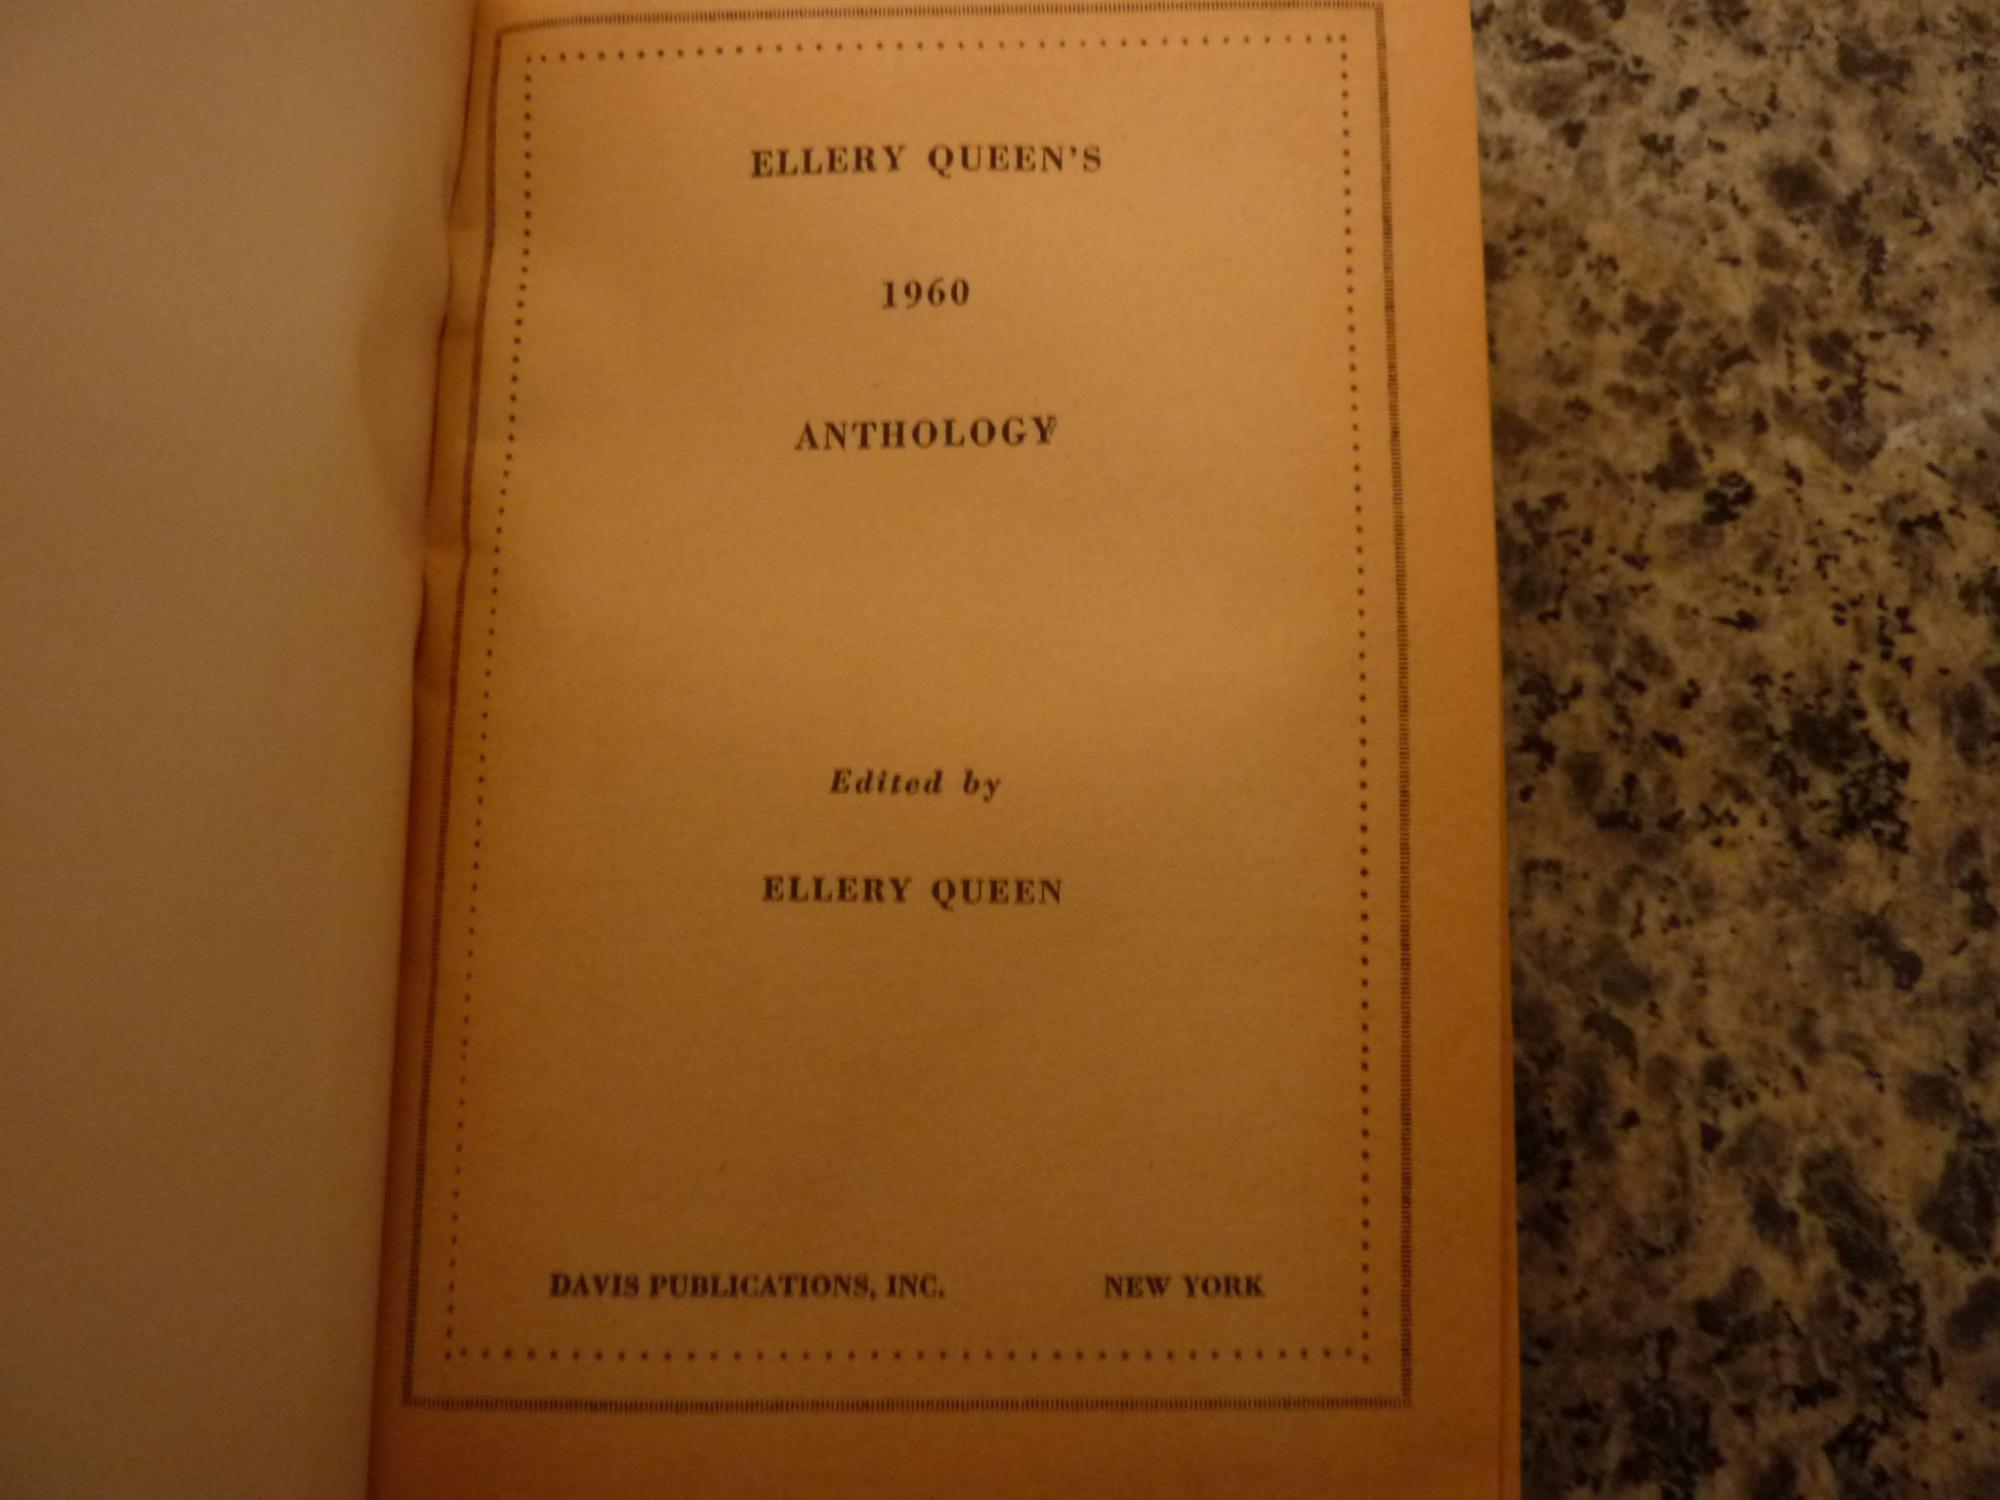 ELLERY QUEEN'S
1960
ANTHOLOGY
Edited by
ELLERY QUEEN
DAVIS PUBLICATIONS, INC. NEW YORK